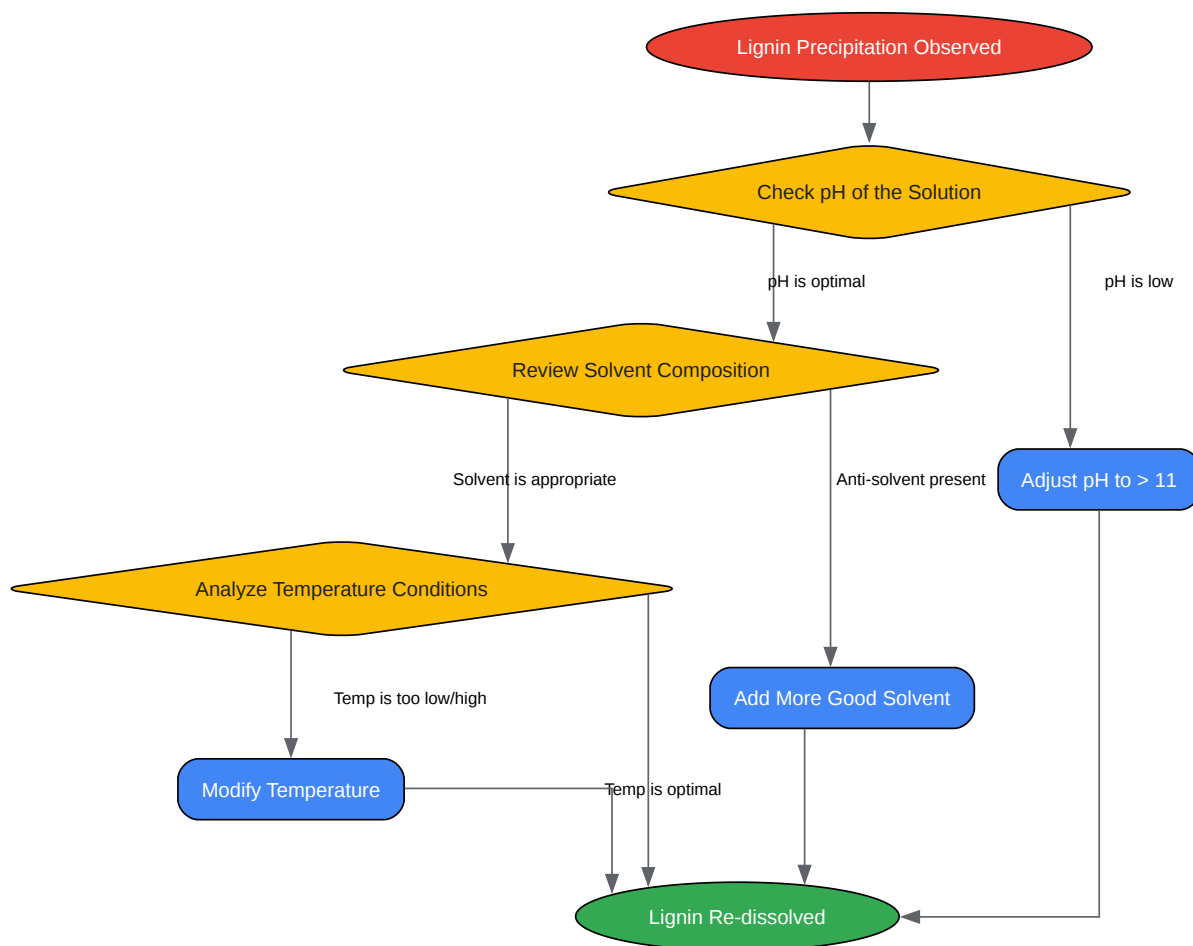 Lignin Precipitation Observed
Check pH of the Solution
pH is optimal
pH is low
Review Solvent Composition
Solvent is appropriate
Anti-solvent present
Adjust pH to > 11
Analyze Temperature Conditions
Temp is too low/high
Add More Good Solvent
Modify Temperature
Temp is optimal
Lignin Re-dissolved